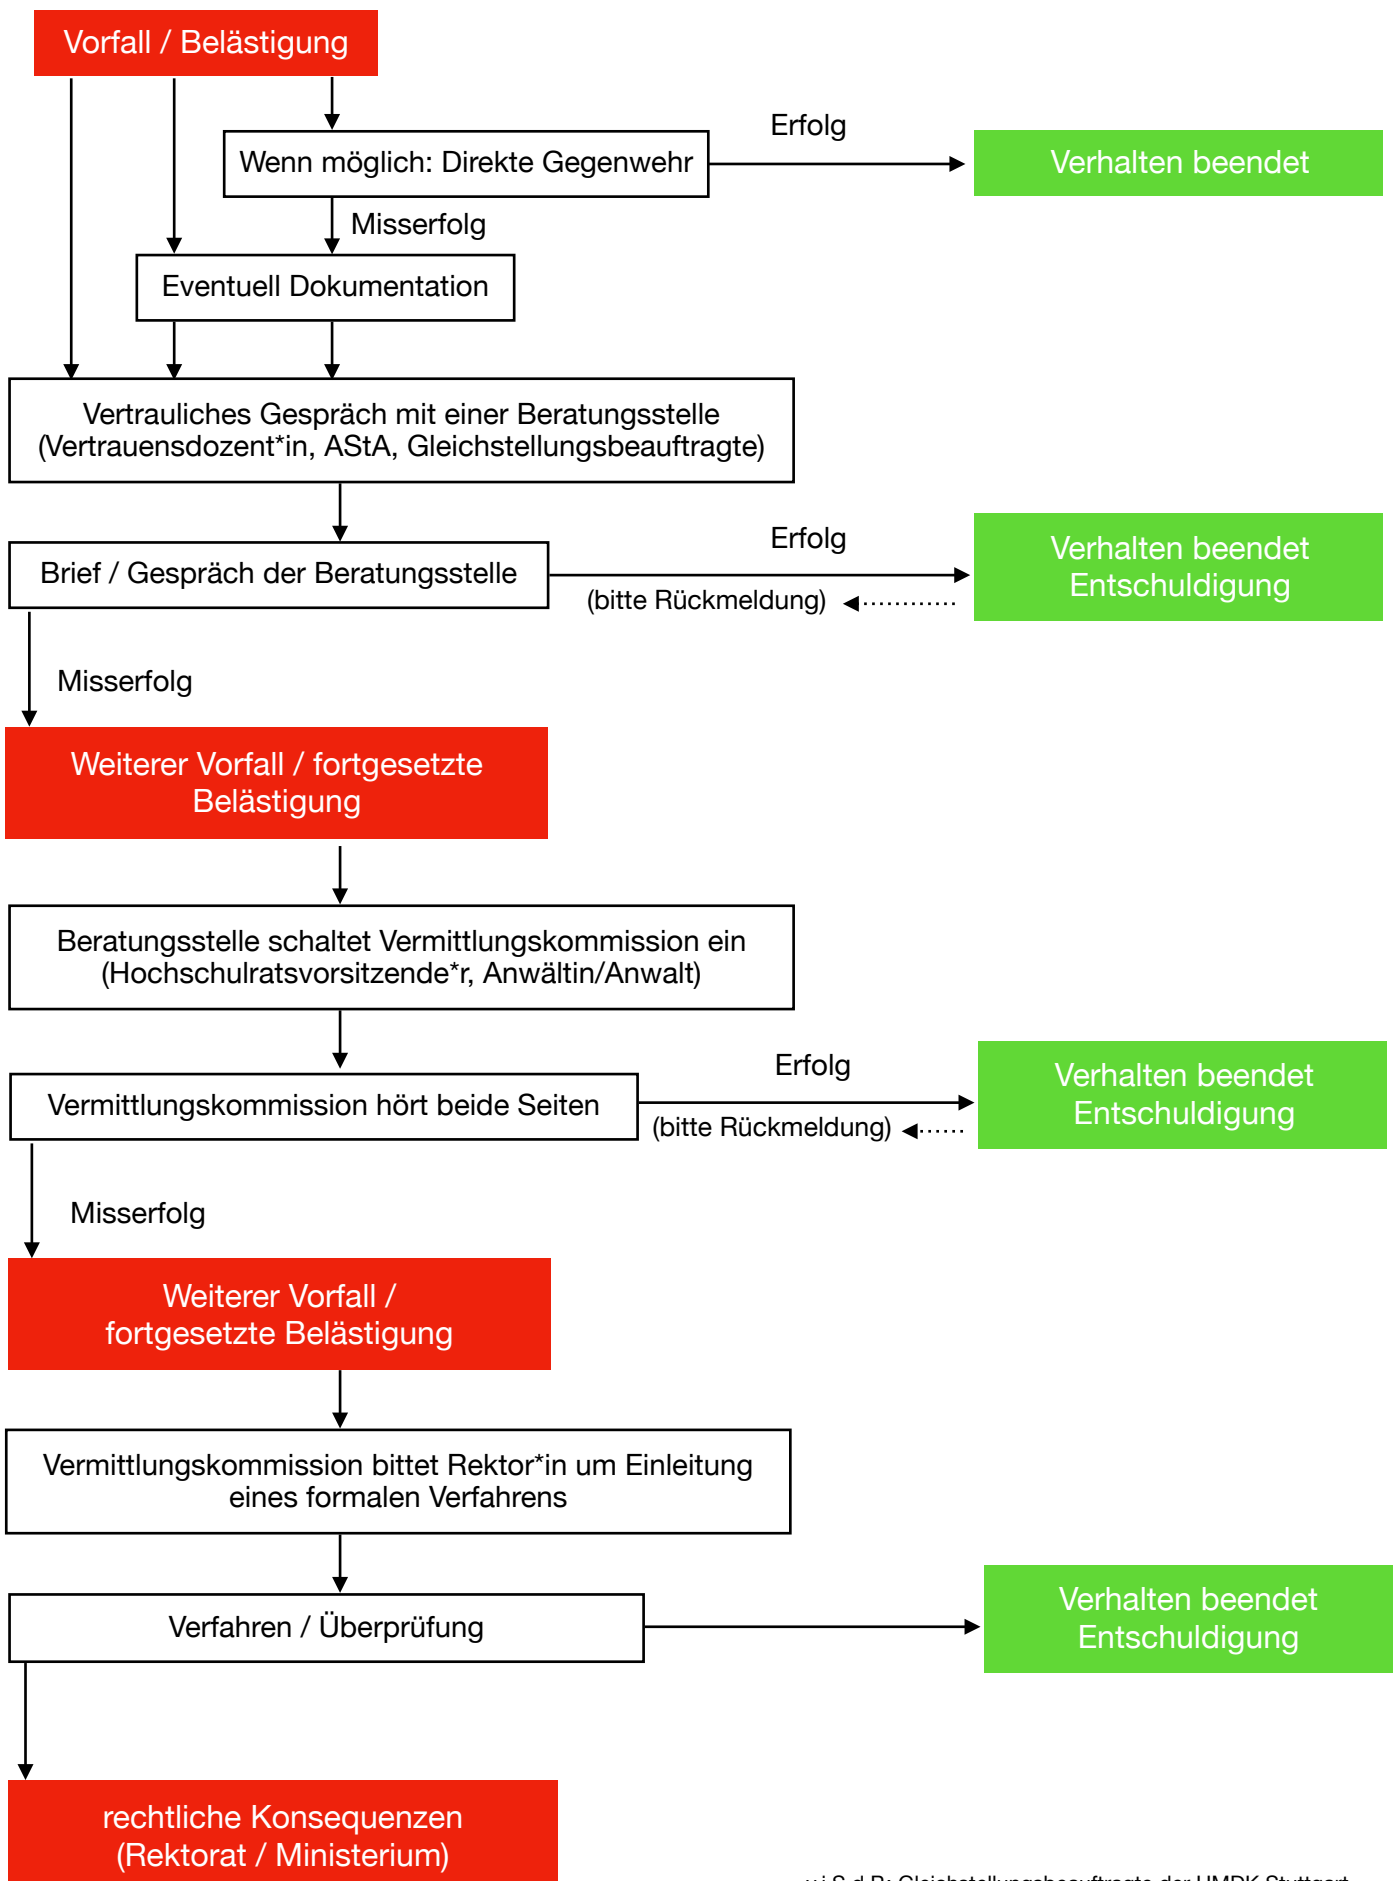 Vorfall / Belästigung
Erfolg
Wenn möglich: Direkte Gegenwehr
Verhalten beendet
Misserfolg
Eventuell Dokumentation
Vertrauliches Gespräch mit einer Beratungsstelle
(Vertrauensdozent*in, AStA, Gleichstellungsbeauftragte)
Erfolg
Brief / Gespräch der Beratungsstelle
(bitte Rückmeldung)
Verhalten beendet
Entschuldigung
Misserfolg
Weiterer Vorfall / fortgesetzte
Belästigung
Beratungsstelle schaltet Vermittlungskommission ein
(Hochschulratsvorsitzende*r, Anwältin/Anwalt)
Erfolg
Vermittlungskommission hört beide Seiten
(bitte Rückmeldung)
Verhalten beendet
Entschuldigung
Misserfolg
Weiterer Vorfall /
fortgesetzte Belästigung
Vermittlungskommission bittet Rektor*in um Einleitung
eines formalen Verfahrens
Verfahren / Überprüfung
Verhalten beendet
Entschuldigung
rechtliche Konsequenzen
(Rektorat / Ministerium)
Gleichstellungsbeauftragte der HMDK Stuttgart